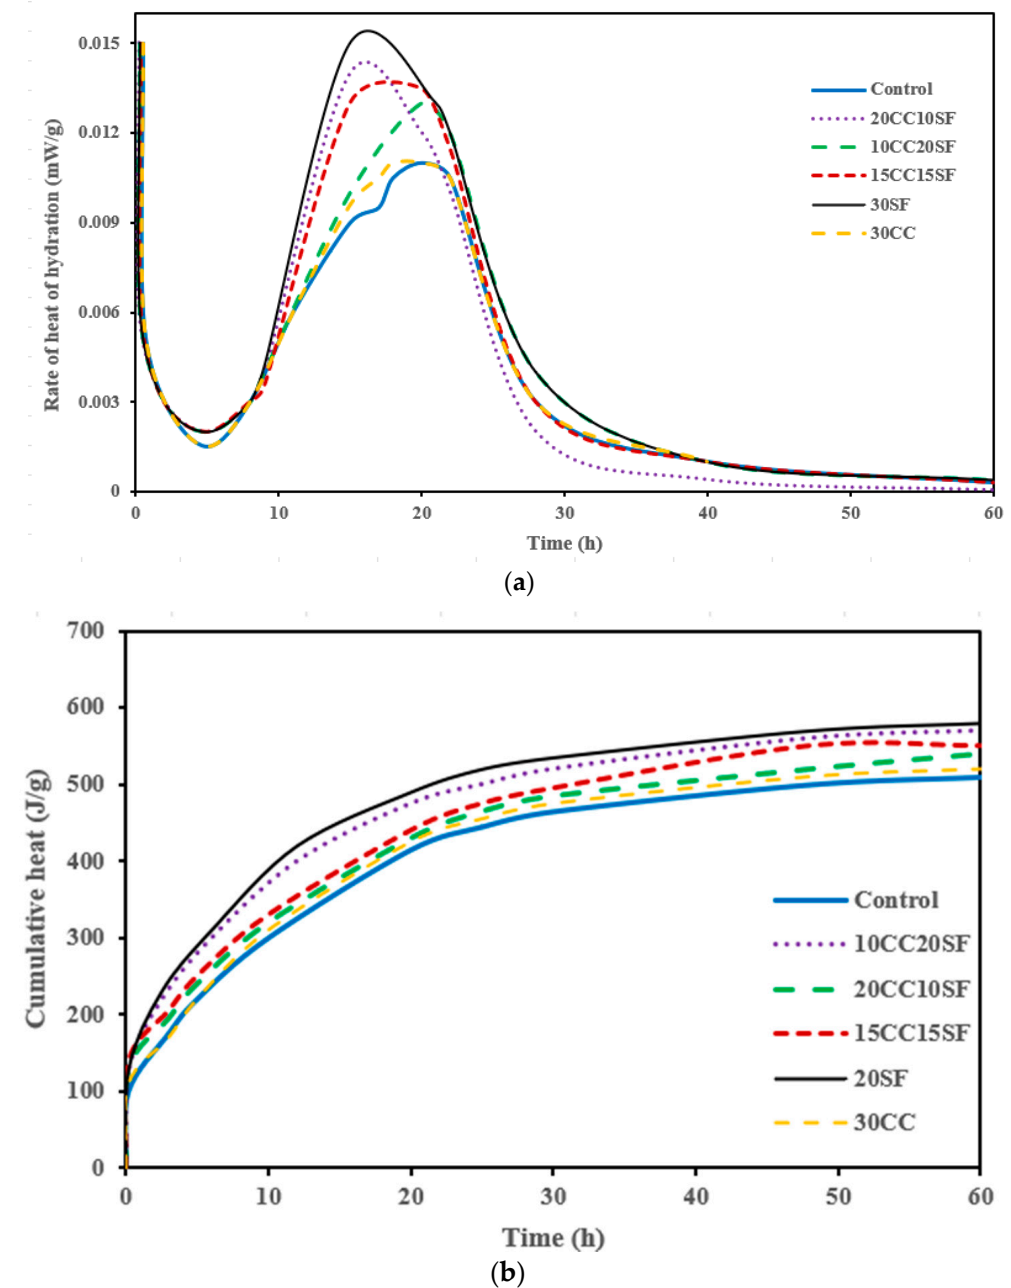 0.015
0.012
0.009
0.006
0.003
0
Rate of heat of hydration (mW/g)
Control
20CC10SF
10CC20SF
15CC15SF
30SF
30CC
0 10 20 30 40 50 60
Time (h)
(a)
700
600
500
400
300
200
100
0
Cumulative heat (J/g)
Control
10CC20SF
20CC10SF
15CC15SF
20SF
30CC
0 10 20 30 40 50 60
Time (h)
(b)